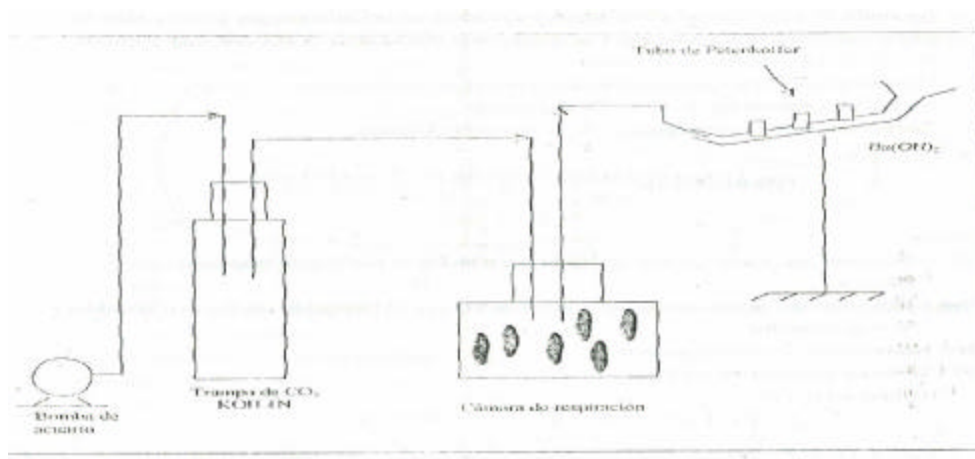 Tubo de Petenkoffer
Ba(OH)₂
Trampa de CO₂
KOH 4N
Cámara de respiración
Bomba de
acuario